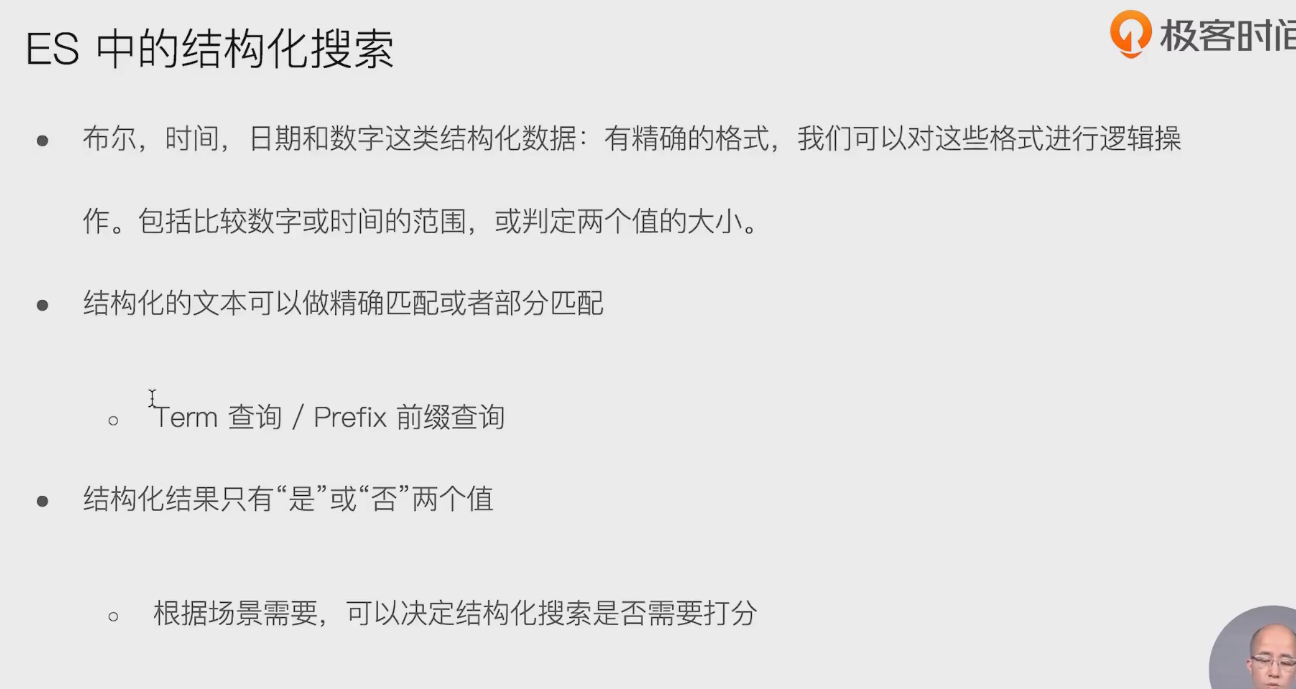 ES 中的结构化搜索
极客时间
布尔，时间，日期和数字这类结构化数据：有精确的格式，我们可以对这些格式进行逻辑操
作。包括比较数字或时间的范围，或判定两个值的大小。
结构化的文本可以做精确匹配或者部分匹配
Term 查询 / Prefix 前缀查询
结构化结果只有“是”或“否”两个值
根据场景需要，可以决定结构化搜索是否需要打分